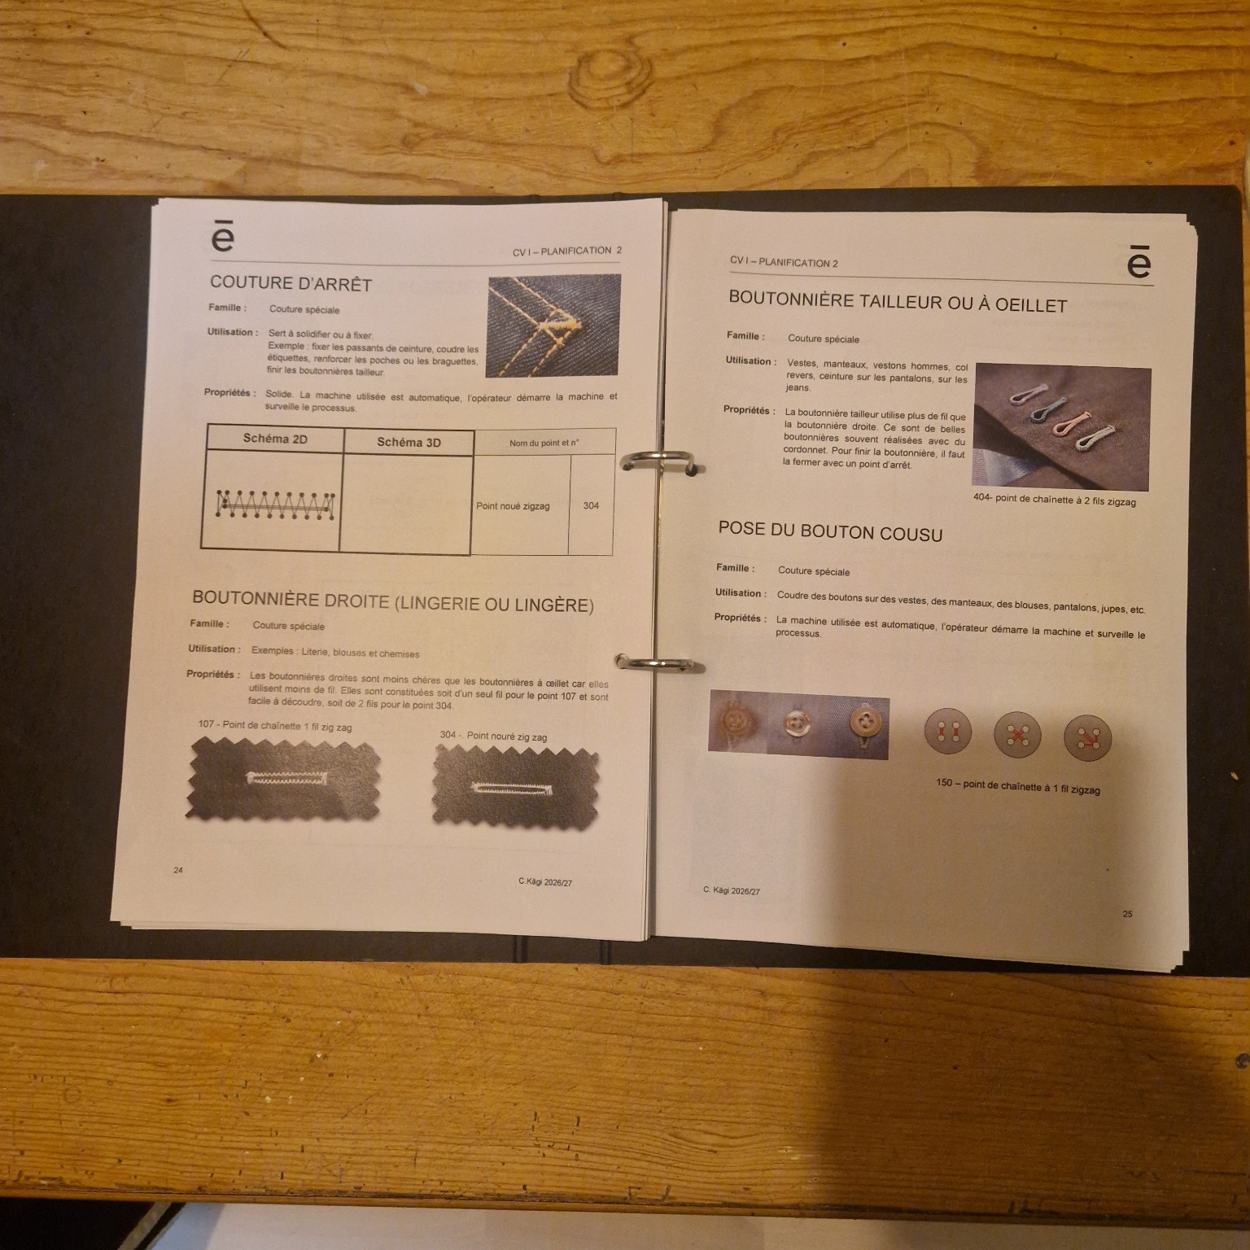 ē
CV I – PLANIFICATION 2
COUTURE D'ARRÊT
Famille : Couture spéciale
Utilisation : Sert à solidifier ou à fixer.
Exemple : fixer les passants de ceinture, coudre les
étiquettes, renforcer les poches ou les braguettes,
finir les boutonnières tailleur.
Propriétés : Solide. La machine utilisée est automatique, l'opérateur démarre la machine et
surveille le processus.
Schéma 2D Schéma 3D Nom du point et n°
Point noué zigzag 304
BOUTONNIÈRE DROITE (LINGERIE OU LINGÈRE)
Famille : Couture spéciale
Utilisation : Exemples : Literie, blouses et chemises
Propriétés : Les boutonnières droites sont moins chères que les boutonnières à œillet car elles
utilisent moins de fil. Elles sont constituées soit d'un seul fil pour le point 107 et sont
facile à découdre, soit de 2 fils pour le point 304.
107 - Point de chaînette 1 fil zig zag
304 - Point nouré zig zag
24
C.Kägi 2026/27
CV I – PLANIFICATION 2
ē
BOUTONNIÈRE TAILLEUR OU À OEILLET
Famille : Couture spéciale
Utilisation : Vestes, manteaux, vestons hommes, col
revers, ceinture sur les pantalons, sur les
jeans.
Propriétés : La boutonnière tailleur utilise plus de fil que
la boutonnière droite. Ce sont de belles
boutonnières souvent réalisées avec du
cordonnet. Pour finir la boutonnière, il faut
la fermer avec un point d'arrêt.
404- point de chaînette à 2 fils zigzag
POSE DU BOUTON COUSU
Famille : Couture spéciale
Utilisation : Coudre des boutons sur des vestes, des manteaux, des blouses, pantalons, jupes, etc.
Propriétés : La machine utilisée est automatique, l'opérateur démarre la machine et surveille le
processus.
150 – point de chaînette à 1 fil zigzag
C. Kägi 2026/27
25